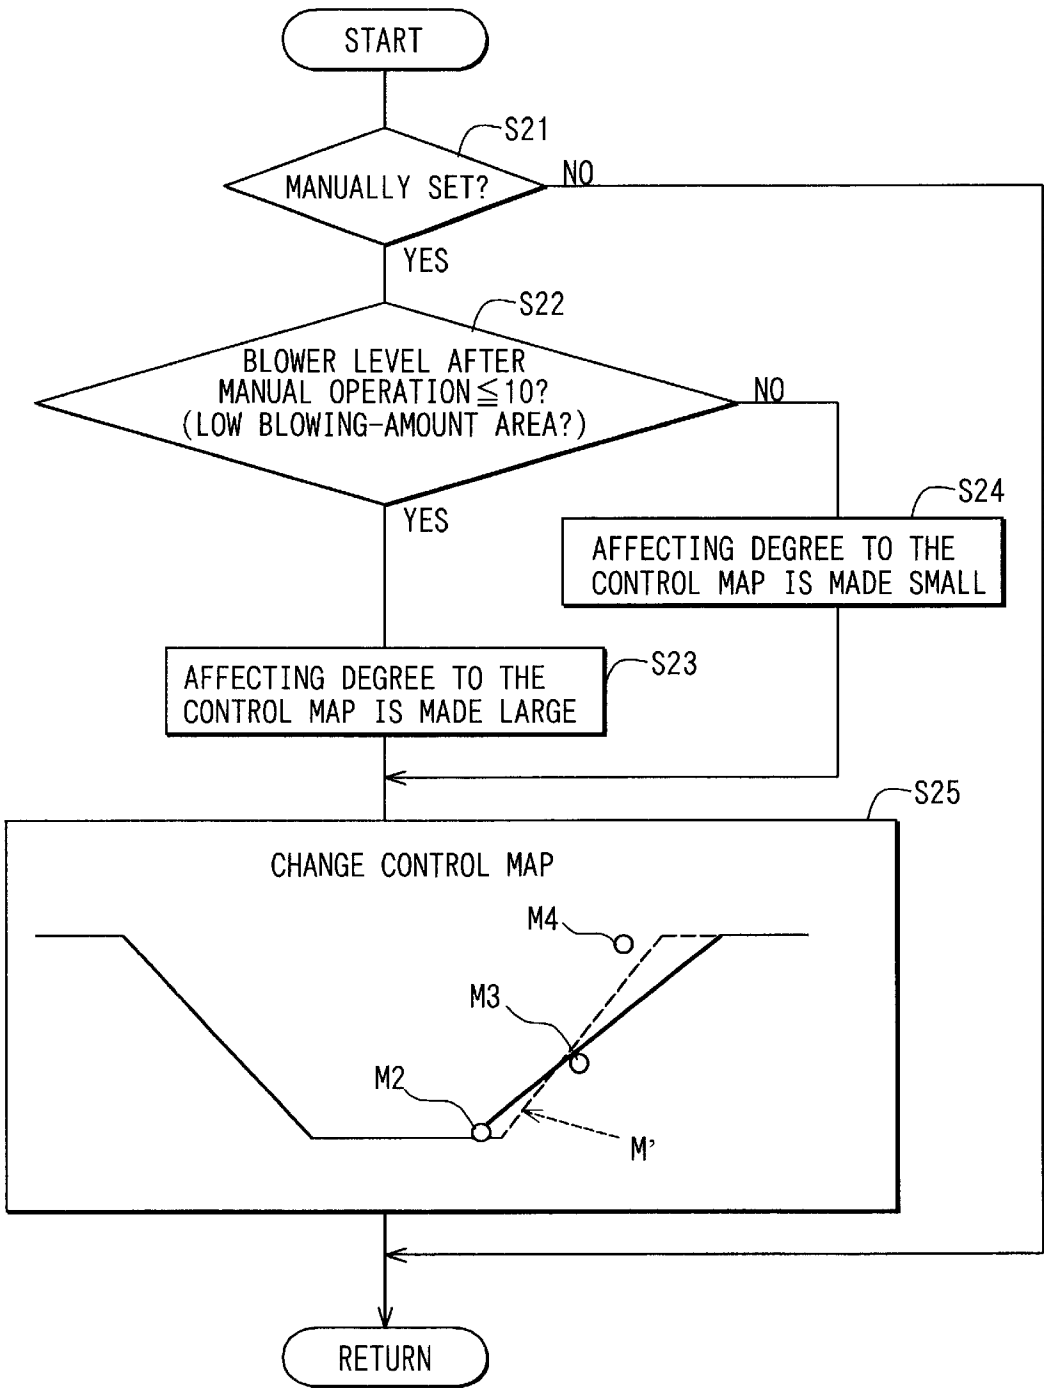 START
S21
MANUALLY SET?
NO
YES
S22
BLOWER LEVEL AFTER
MANUAL OPERATION≦10?
(LOW BLOWING-AMOUNT AREA?)
NO
YES
S24
AFFECTING DEGREE TO THE
CONTROL MAP IS MADE SMALL
S23
AFFECTING DEGREE TO THE
CONTROL MAP IS MADE LARGE
S25
CHANGE CONTROL MAP
M4
M3
M2
M'
RETURN